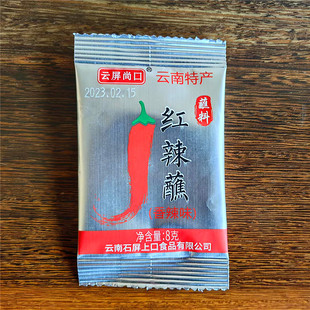 云屏尚口
云南特产
2023.02.15
蘸料
红辣蘸
(香辣味)
净含量:8克
云南石屏上口食品有限公司